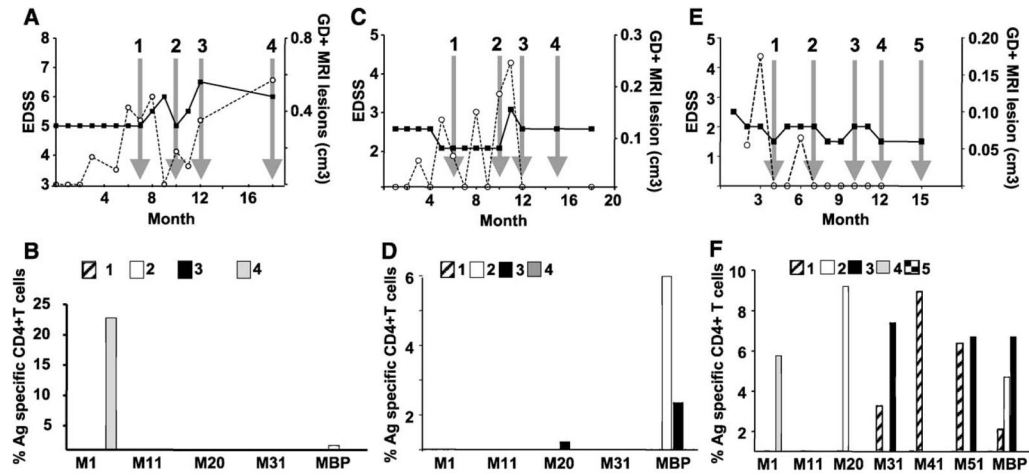 A
1 2 3 4
EDSS
7
6
5
4
3
0 4 8 12 16
Month
0.8
0.4
GD+ MRI lesions (cm3)
C
1 2 3 4
EDSS
5
4
3
2
4 8 12 16 20
Month
0.3
0.2
0.1
GD+ MRI lesion (cm3)
E
1 2 3 4 5
EDSS
5
4
3
2
1
3 6 9 12 15 18
Month
0.20
0.15
0.10
0.05
GD+ MRI lesion (cm3)
B
1 2 3 4
% Ag specific CD4+T cells
25
20
15
10
5
M1 M11 M20 M31 MBP
D
1 2 3 4
% Ag specific CD4+T cells
6
4
2
M1 M11 M20 M31 MBP
F
1 2 3 4 5
% Ag specific CD4+ T cells
10
8
6
4
2
M1 M11 M20 M31 M41 M51 MBP